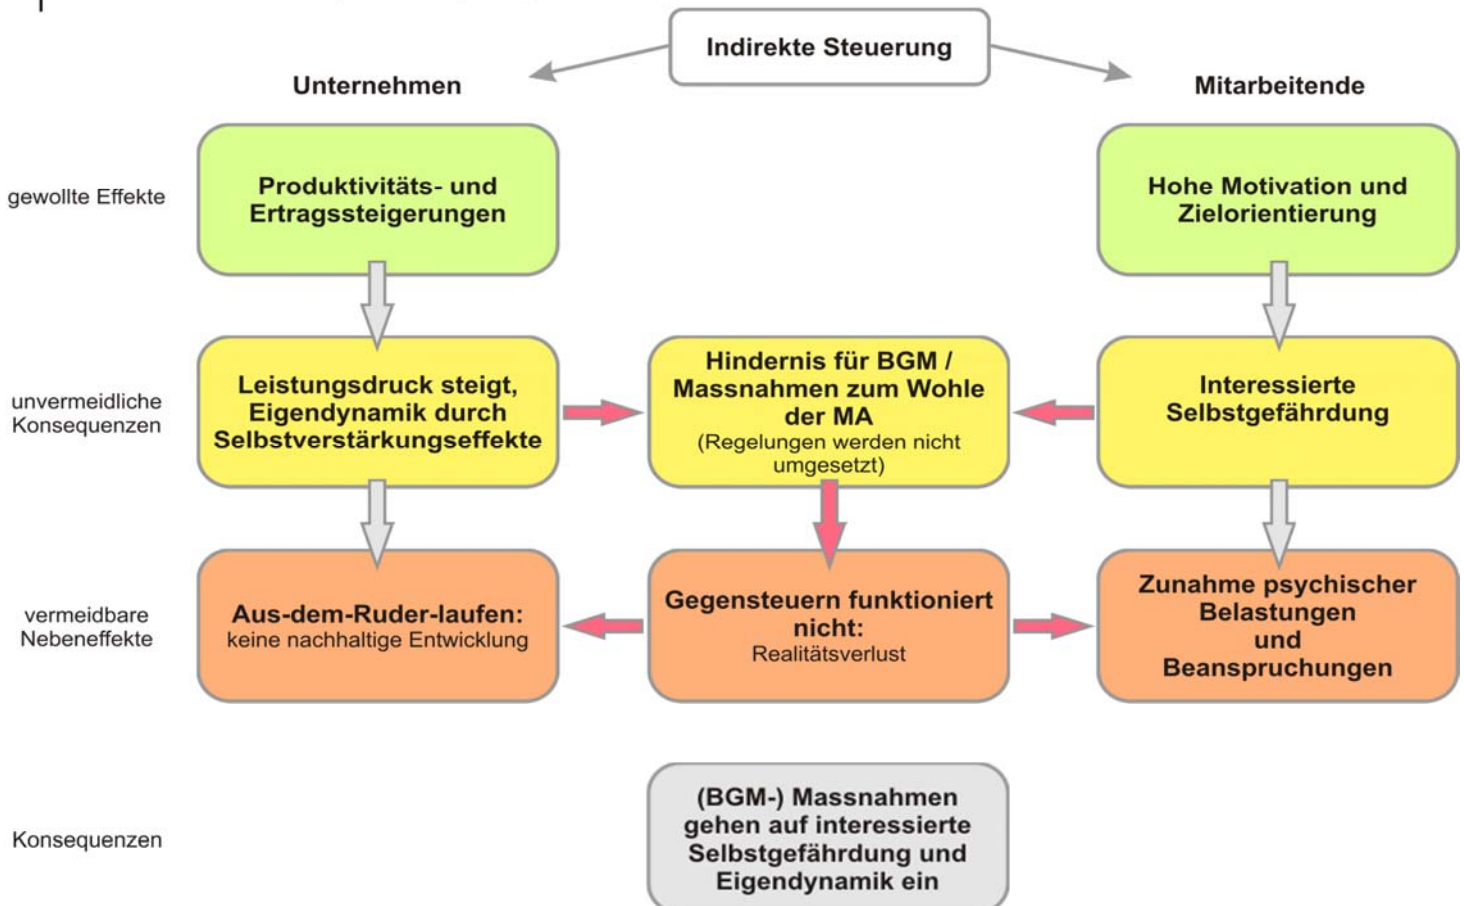 Indirekte Steuerung
Unternehmen
Mitarbeitende
gewollte Effekte
Produktivitäts- und
Ertragssteigerungen
Hohe Motivation und
Zielorientierung
unvermeidliche
Konsequenzen
Leistungsdruck steigt,
Eigendynamik durch
Selbstverstärkungseffekte
Hindernis für BGM /
Massnahmen zum Wohle
der MA
(Regelungen werden nicht
umgesetzt)
Interessierte
Selbstgefährdung
vermeidbare
Nebeneffekte
Aus-dem-Ruder-laufen:
keine nachhaltige Entwicklung
Gegensteuern funktioniert
nicht:
Realitätsverlust
Zunahme psychischer
Belastungen
und
Beanspruchungen
Konsequenzen
(BGM-) Massnahmen
gehen auf interessierte
Selbstgefährdung und
Eigendynamik ein